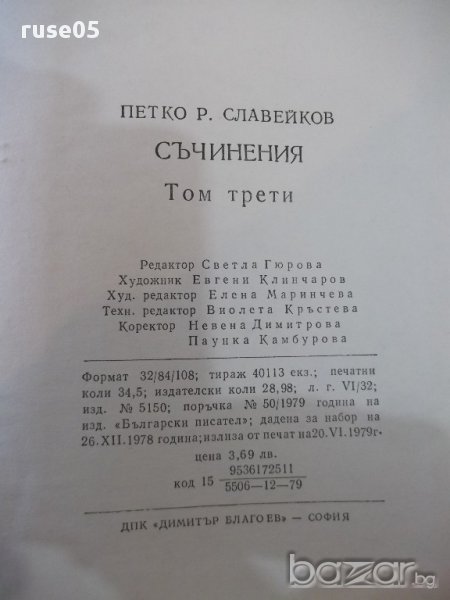 ruse05
ПЕТКО Р. СЛАВЕЙКОВ
СЪЧИНЕНИЯ
Том трети
Редактор Светла Гюрова
Художник Евгени Клинчаров
Худ. редактор Елена Маринчева
Техн. редактор Виолета Кръстева
Коректор Невена Димитрова
Паунка Камбурова
Формат 32/84/108; тираж 40113 екз.; печатни
коли 34,5; издателски коли 28,98; л. г. VI/32;
изд. № 5150; поръчка № 50/1979 година на
изд. «Български писател»; дадена за набор на
26.XII.1978 година;излиза от печат на20.VI.1979г.
цена 3,69 лв.
код 15 9536172511
5506—12—79
ДПК «ДИМИТЪР БЛАГОЕВ» — СОФИЯ
bazar.bg